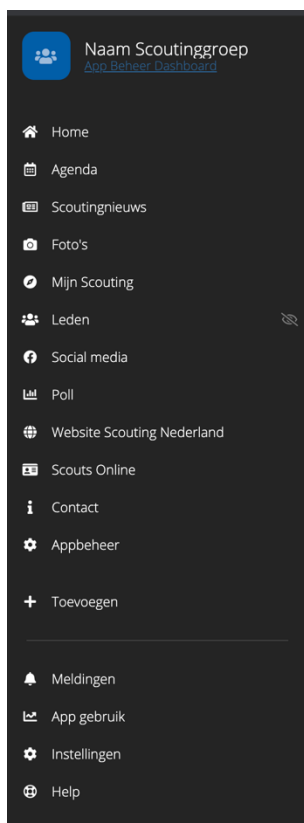 Naam Scoutinggroep
App Beheer Dashboard
Home
Agenda
Scoutingnieuws
Foto's
Mijn Scouting
Leden
Social media
Poll
Website Scouting Nederland
Scouts Online
Contact
Appbeheer
Toevoegen
Meldingen
App gebruik
Instellingen
Help